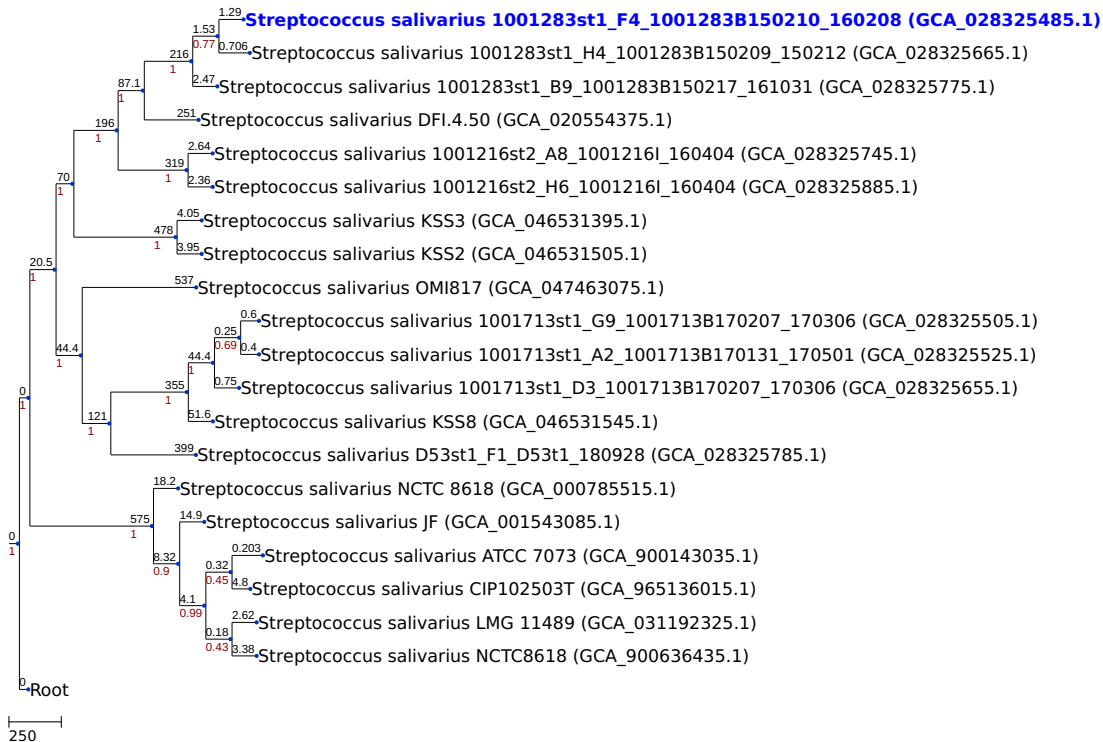 1.29
Streptococcus salivarius 1001283st1_F4_1001283B150210_160208 (GCA_028325485.1)
1.53
0.77
0.706
Streptococcus salivarius 1001283st1_H4_1001283B150209_150212 (GCA_028325665.1)
216
1
2.47
Streptococcus salivarius 1001283st1_B9_1001283B150217_161031 (GCA_028325775.1)
87.1
1
251
Streptococcus salivarius DFI.4.50 (GCA_020554375.1)
196
1
2.64
Streptococcus salivarius 1001216st2_A8_1001216I_160404 (GCA_028325745.1)
319
1
2.36
Streptococcus salivarius 1001216st2_H6_1001216I_160404 (GCA_028325885.1)
70
1
4.05
Streptococcus salivarius KSS3 (GCA_046531395.1)
478
1
3.95
Streptococcus salivarius KSS2 (GCA_046531505.1)
20.5
1
537
Streptococcus salivarius OMI817 (GCA_047463075.1)
0.6
Streptococcus salivarius 1001713st1_G9_1001713B170207_170306 (GCA_028325505.1)
0.25
0.69
0.4
Streptococcus salivarius 1001713st1_A2_1001713B170131_170501 (GCA_028325525.1)
44.4
1
44.4
1
0.75
Streptococcus salivarius 1001713st1_D3_1001713B170207_170306 (GCA_028325655.1)
355
1
51.6
Streptococcus salivarius KSS8 (GCA_046531545.1)
121
1
399
Streptococcus salivarius D53st1_F1_D53t1_180928 (GCA_028325785.1)
0
1
18.2
Streptococcus salivarius NCTC 8618 (GCA_000785515.1)
575
1
14.9
Streptococcus salivarius JF (GCA_001543085.1)
8.32
0.9
0.203
Streptococcus salivarius ATCC 7073 (GCA_900143035.1)
0.32
0.45
4.8
Streptococcus salivarius CIP102503T (GCA_965136015.1)
4.1
0.99
2.62
Streptococcus salivarius LMG 11489 (GCA_031192325.1)
0.18
0.43
3.38
Streptococcus salivarius NCTC8618 (GCA_900636435.1)
0
1
0
Root
250